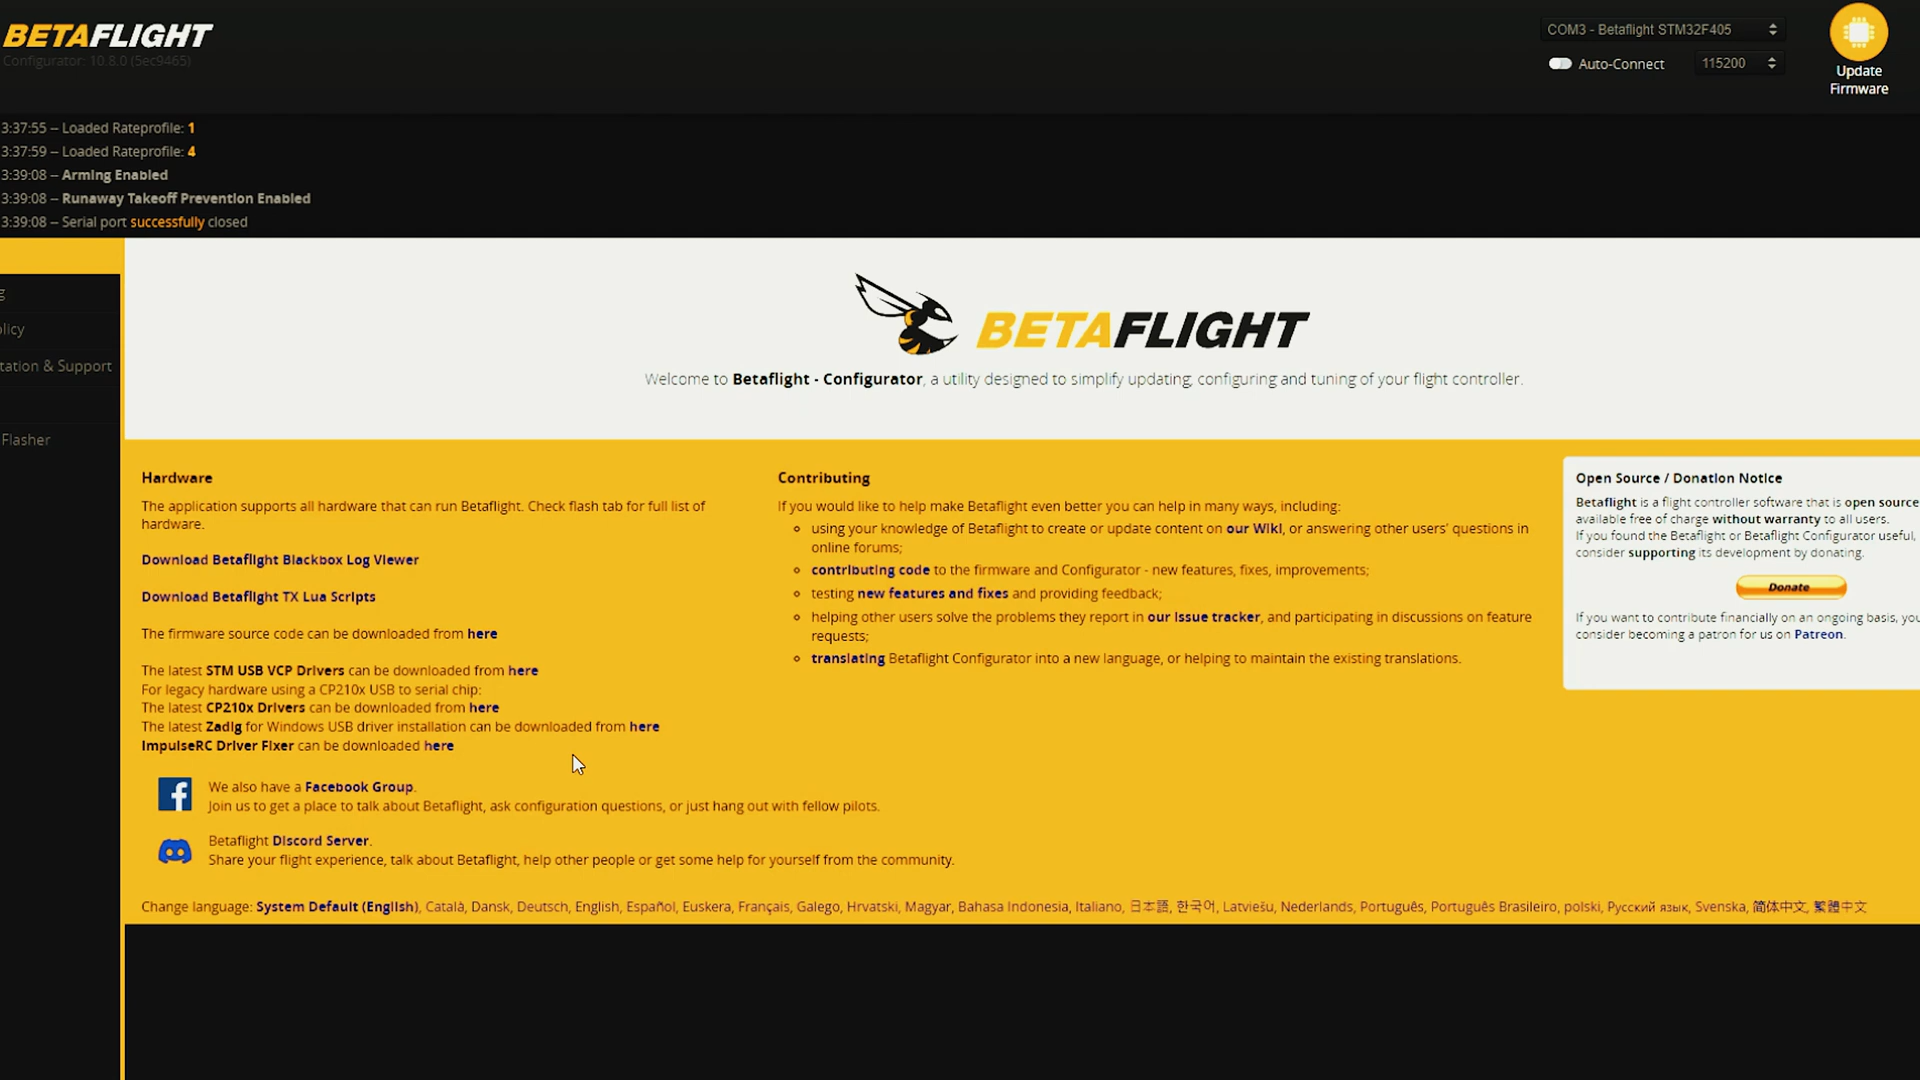 BETAFLIGHT
Configurator: 10.8.0 (5ec9465)
COM3 - Betaflight STM32F405
Auto-Connect
115200
Update
Firmware
3:37:55 – Loaded Rateprofile: 1
3:37:59 – Loaded Rateprofile: 4
3:39:08 – Arming Enabled
3:39:08 – Runaway Takeoff Prevention Enabled
3:39:08 – Serial port successfully closed
g
olicy
tation & Support
Flasher
BETAFLIGHT
Welcome to Betaflight - Configurator, a utility designed to simplify updating, configuring and tuning of your flight controller.
Hardware
The application supports all hardware that can run Betaflight. Check flash tab for full list of
hardware.
Download Betaflight Blackbox Log Viewer
Download Betaflight TX Lua Scripts
The firmware source code can be downloaded from here
The latest STM USB VCP Drivers can be downloaded from here
For legacy hardware using a CP210x USB to serial chip:
The latest CP210x Drivers can be downloaded from here
The latest Zadig for Windows USB driver installation can be downloaded from here
ImpulseRC Driver Fixer can be downloaded here
We also have a Facebook Group.
Join us to get a place to talk about Betaflight, ask configuration questions, or just hang out with fellow pilots.
Betaflight Discord Server.
Share your flight experience, talk about Betaflight, help other people or get some help for yourself from the community.
Contributing
If you would like to help make Betaflight even better you can help in many ways, including:
using your knowledge of Betaflight to create or update content on our Wiki, or answering other users' questions in
online forums;
contributing code to the firmware and Configurator - new features, fixes, improvements;
testing new features and fixes and providing feedback;
helping other users solve the problems they report in our issue tracker, and participating in discussions on feature
requests;
translating Betaflight Configurator into a new language, or helping to maintain the existing translations.
Open Source / Donation Notice
Betaflight is a flight controller software that is open source
available free of charge without warranty to all users.
If you found the Betaflight or Betaflight Configurator useful,
consider supporting its development by donating.
Donate
If you want to contribute financially on an ongoing basis, you
consider becoming a patron for us on Patreon.
Change language: System Default (English), Català, Dansk, Deutsch, English, Español, Euskera, Français, Galego, Hrvatski, Magyar, Bahasa Indonesia, Italiano, 日本語, 한국어, Latviešu, Nederlands, Português, Português Brasileiro, polski, Русский язык, Svenska, 简体中文, 繁體中文